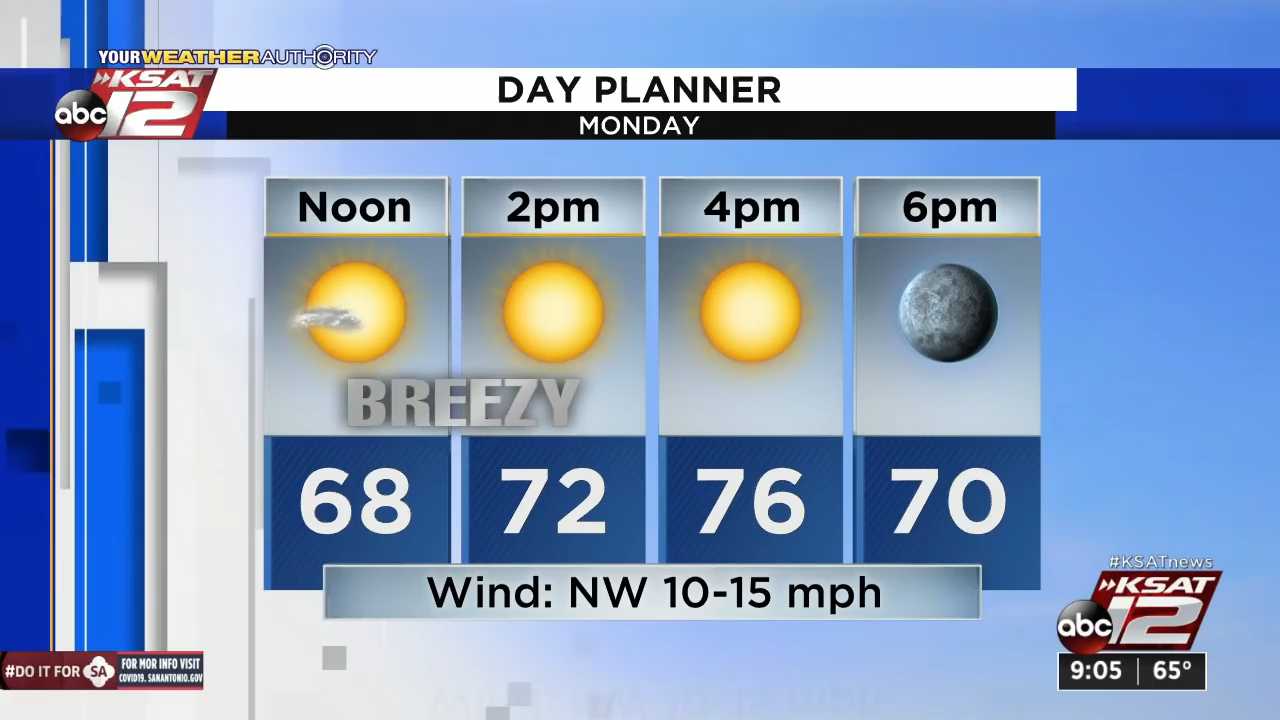 YOURWEATHERAUTHORITY
KSAT
abc 12
DAY PLANNER
MONDAY
Noon 2pm 4pm 6pm
BREEZY
68 72 76 70
Wind: NW 10-15 mph
#KSATnews
KSAT
abc 12
9:05 65°
#DO IT FOR SA
FOR MOR INFO VISIT
COVID19. SANANTONIO.GOV